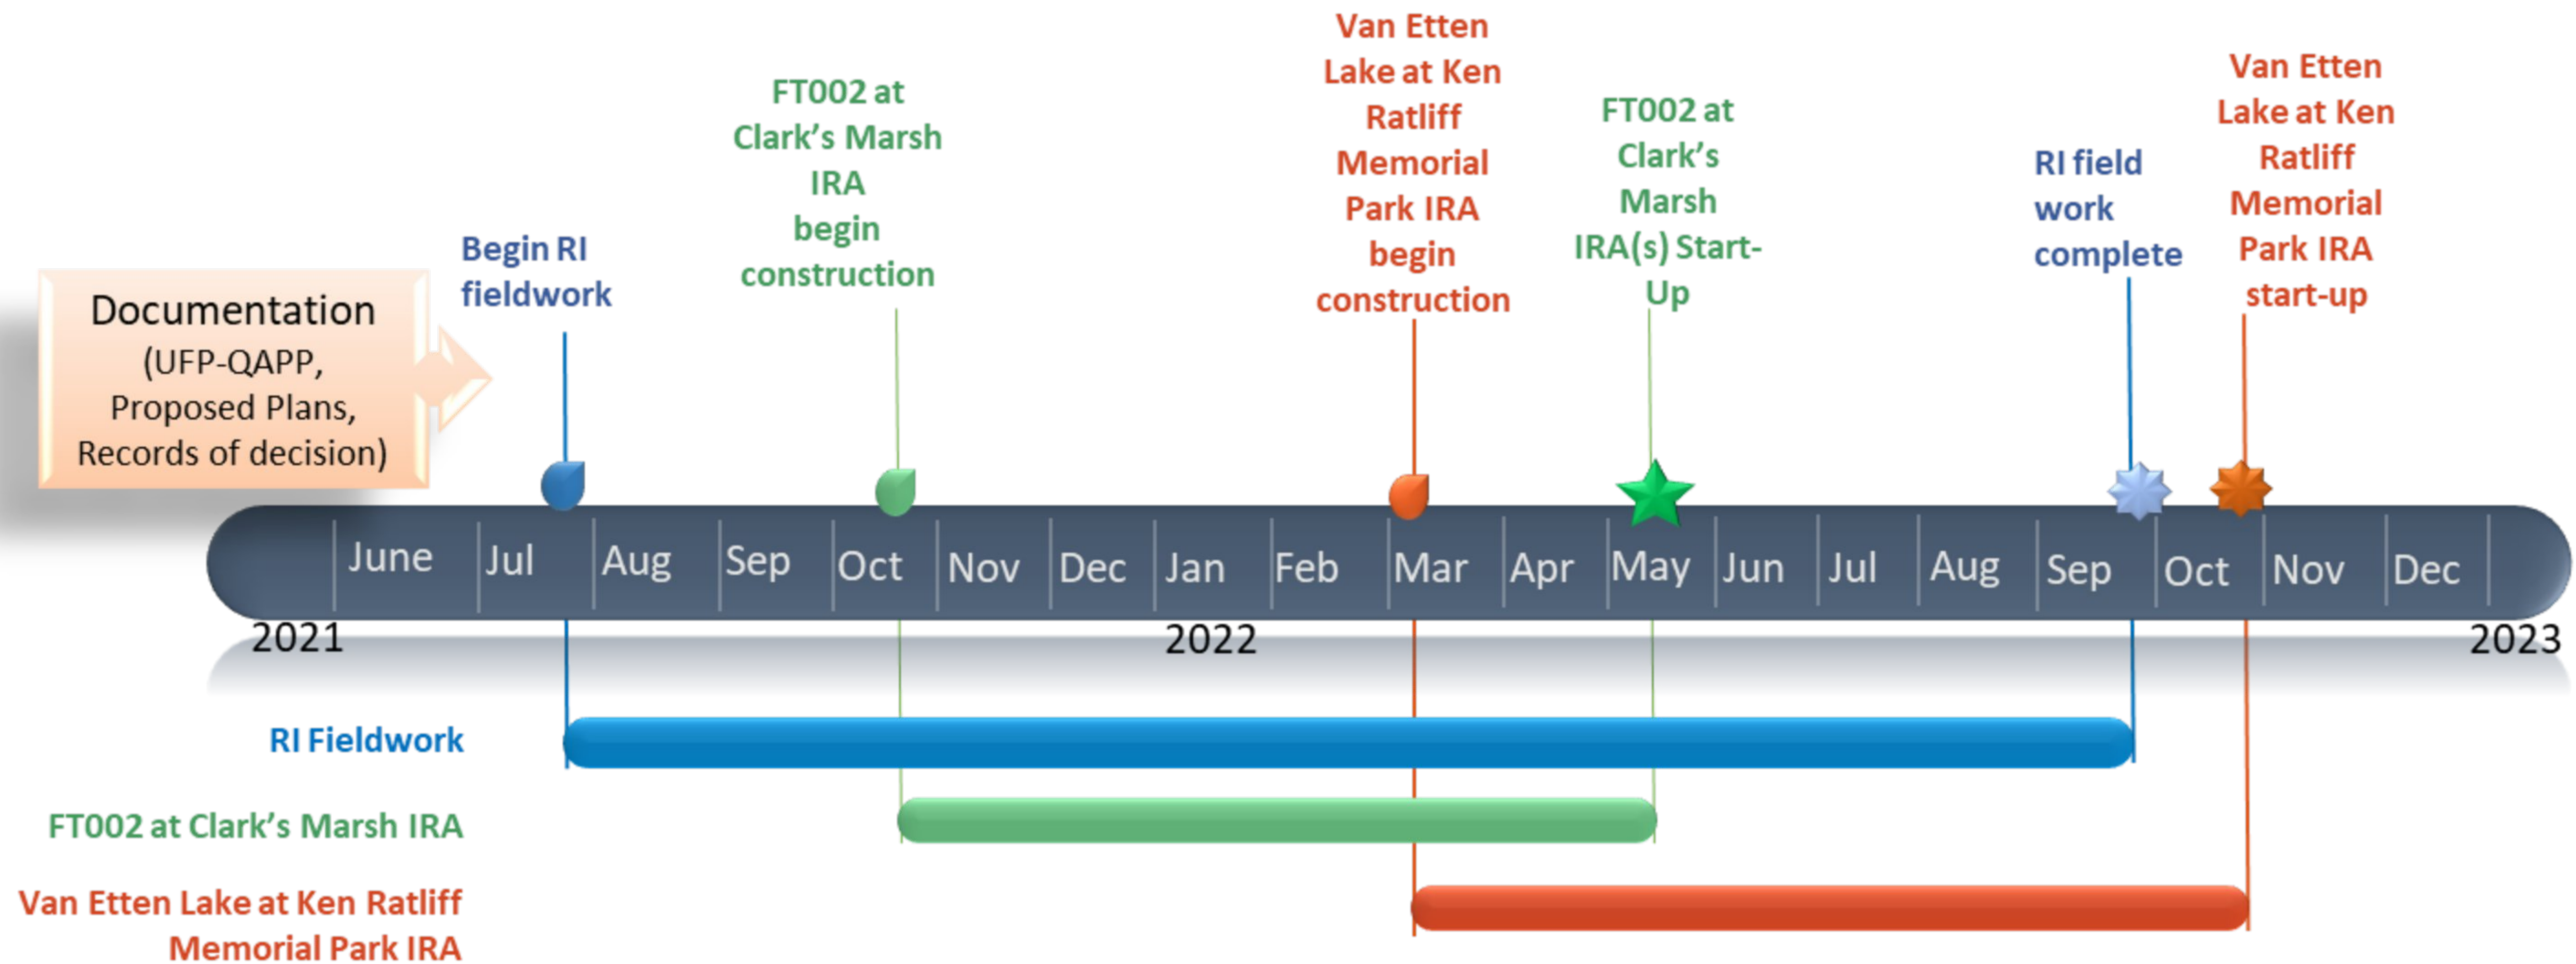 Van Etten
Lake at Ken
Ratliff
Memorial
Park IRA
begin
construction
Van Etten
Lake at Ken
Ratliff
Memorial
Park IRA
start-up
FT002 at
Clark's Marsh
IRA
begin
construction
FT002 at
Clark's
Marsh
IRA(s) Start-
Up
RI field
work
complete
Begin RI
fieldwork
Documentation
(UFP-QAPP,
Proposed Plans,
Records of decision)
June Jul Aug Sep Oct Nov Dec Jan Feb Mar Apr May Jun Jul Aug Sep Oct Nov Dec
2021 2022 2023
RI Fieldwork
FT002 at Clark's Marsh IRA
Van Etten Lake at Ken Ratliff
Memorial Park IRA